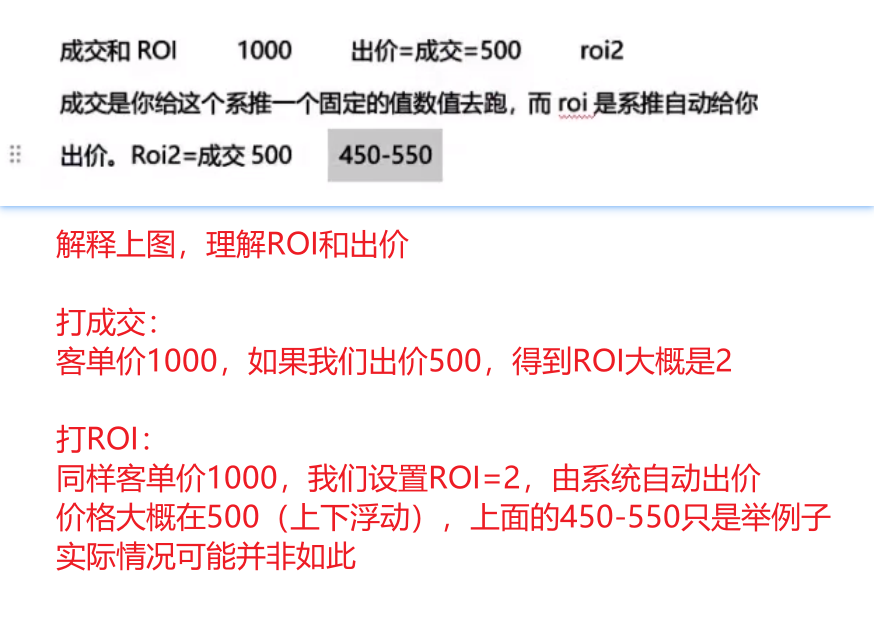 成交和 ROI 1000 出价=成交=500 roi2
成交是你给这个系推一个固定的值数值去跑，而 roi 是系推自动给你
出价。Roi2=成交 500 450-550
解释上图，理解ROI和出价
打成交：
客单价1000，如果我们出价500，得到ROI大概是2
打ROI：
同样客单价1000，我们设置ROI=2，由系统自动出价
价格大概在500（上下浮动），上面的450-550只是举例子
实际情况可能并非如此